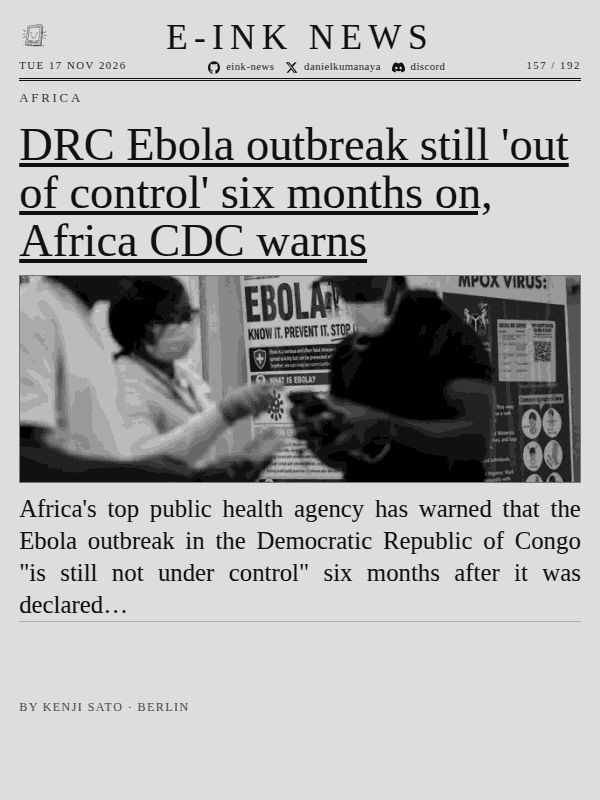 E-INK NEWS
TUE 17 NOV 2026
eink-news
danielkumanaya
discord
157 / 192
AFRICA
DRC Ebola outbreak still 'out
of control' six months on,
Africa CDC warns
EBOLA
KNOW IT. PREVENT IT. STOP
WHAT IS EBOLA?
MPOX VIRUS:
Africa's top public health agency has warned that the
Ebola outbreak in the Democratic Republic of Congo
"is still not under control" six months after it was
declared…
BY KENJI SATO · BERLIN